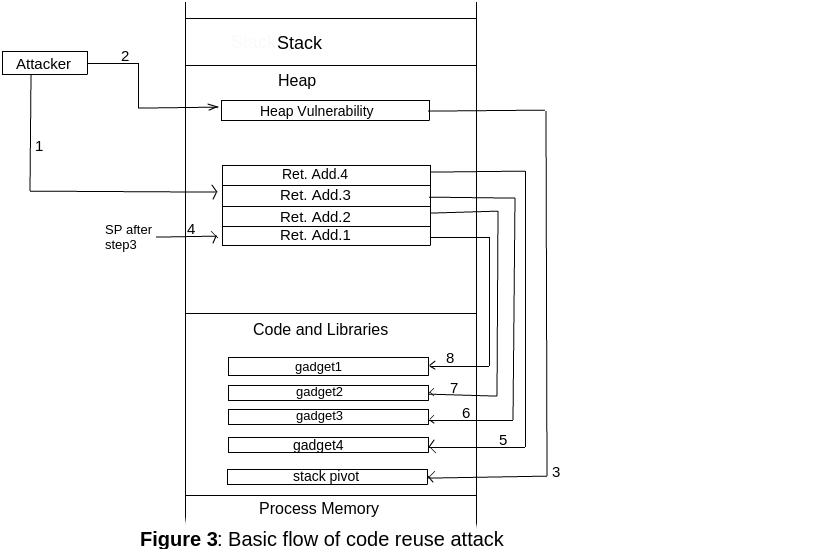 Stack
Attacker
2
Heap
Heap Vulnerability
1
Ret. Add.4
Ret. Add.3
Ret. Add.2
Ret. Add.1
SP after
step3
4
Code and Libraries
gadget1
8
gadget2
7
gadget3
6
gadget4
5
stack pivot
3
Process Memory
Figure 3: Basic flow of code reuse attack